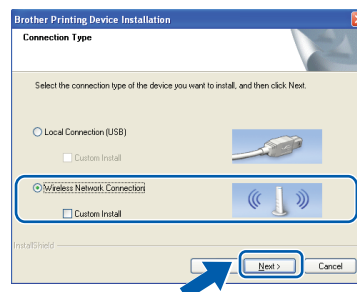 Brother Printing Device Installation
Connection Type
Select the connection type of the device you want to install, and then click Next.
Local Connection (USB)
Custom Install
Wireless Network Connection
Custom Install
InstallShield
Next >
Cancel